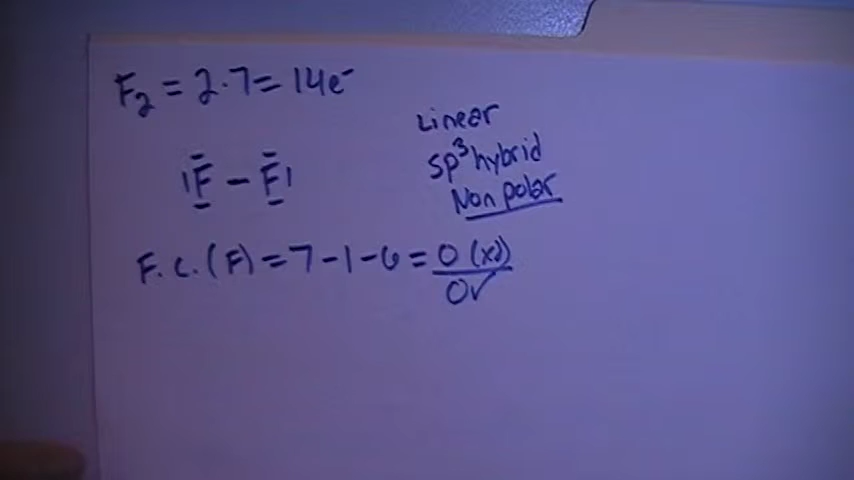 F₂ = 2·7 = 14e⁻
Linear
sp³ hybrid
Non polar
|F̲̅ – F̲̅|
F.C.(F) = 7-1-6 = 0 (x2)
0✓